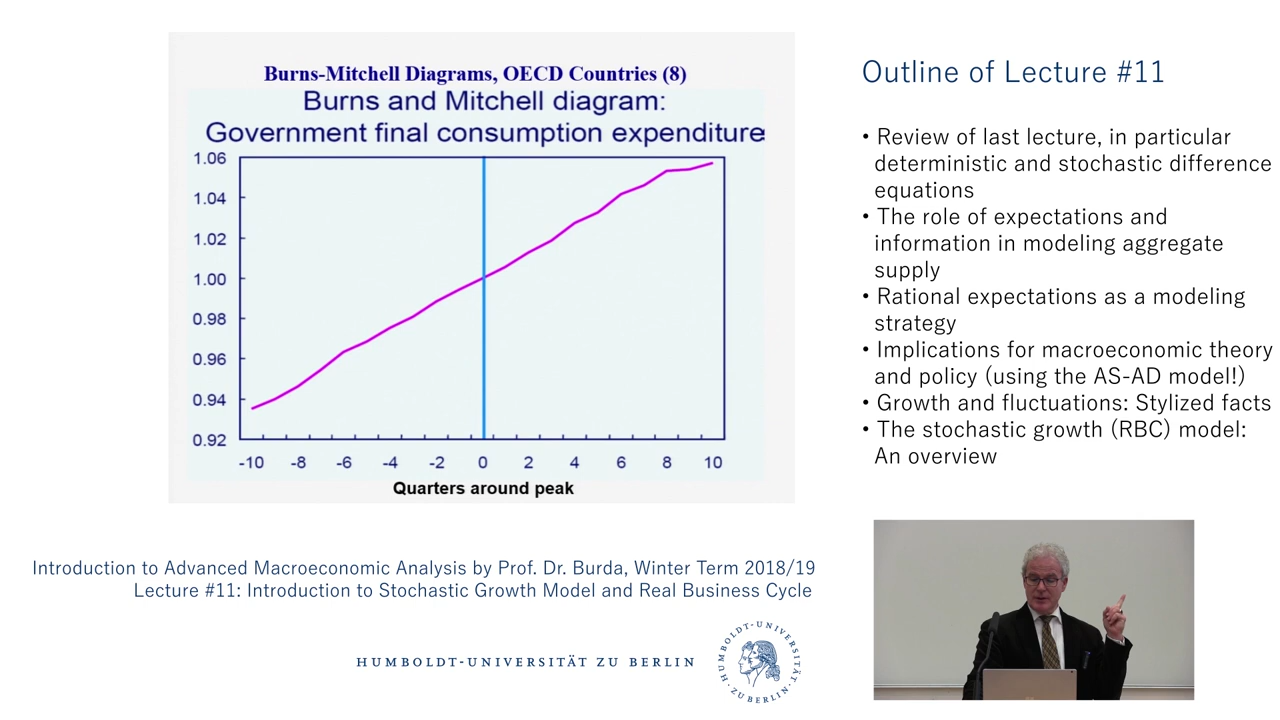 Burns-Mitchell Diagrams, OECD Countries (8)
Burns and Mitchell diagram:
Government final consumption expenditure
1.06
1.04
1.02
1.00
0.98
0.96
0.94
0.92
-10 -8 -6 -4 -2 0 2 4 6 8 10
Quarters around peak
Outline of Lecture #11
• Review of last lecture, in particular
deterministic and stochastic difference
equations
• The role of expectations and
information in modeling aggregate
supply
• Rational expectations as a modeling
strategy
• Implications for macroeconomic theory
and policy (using the AS-AD model!)
• Growth and fluctuations: Stylized facts
• The stochastic growth (RBC) model:
An overview
Introduction to Advanced Macroeconomic Analysis by Prof. Dr. Burda, Winter Term 2018/19
Lecture #11: Introduction to Stochastic Growth Model and Real Business Cycle
HUMBOLDT-UNIVERSITÄT ZU BERLIN
HUMBOLDT-UNIVERSITÄT
·ZU BERLIN·